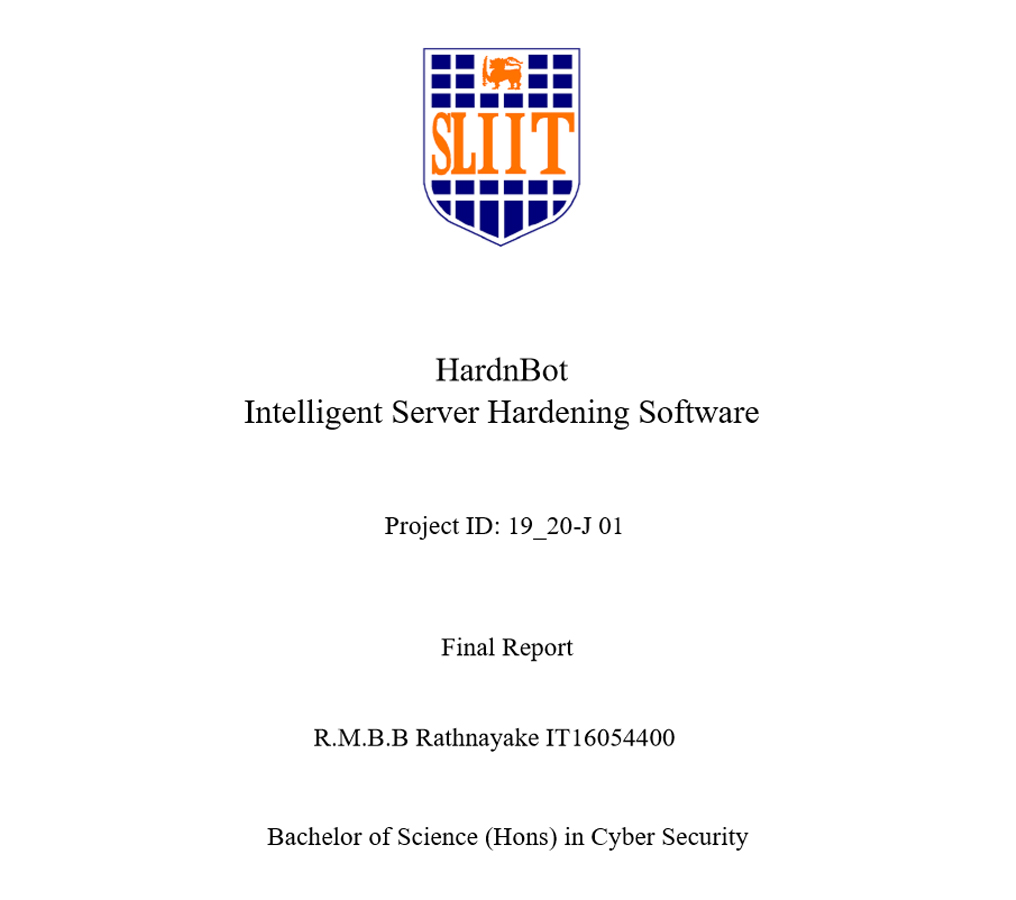 SLIIT
HardnBot
Intelligent Server Hardening Software
Project ID: 19_20-J 01
Final Report
R.M.B.B Rathnayake IT16054400
Bachelor of Science (Hons) in Cyber Security